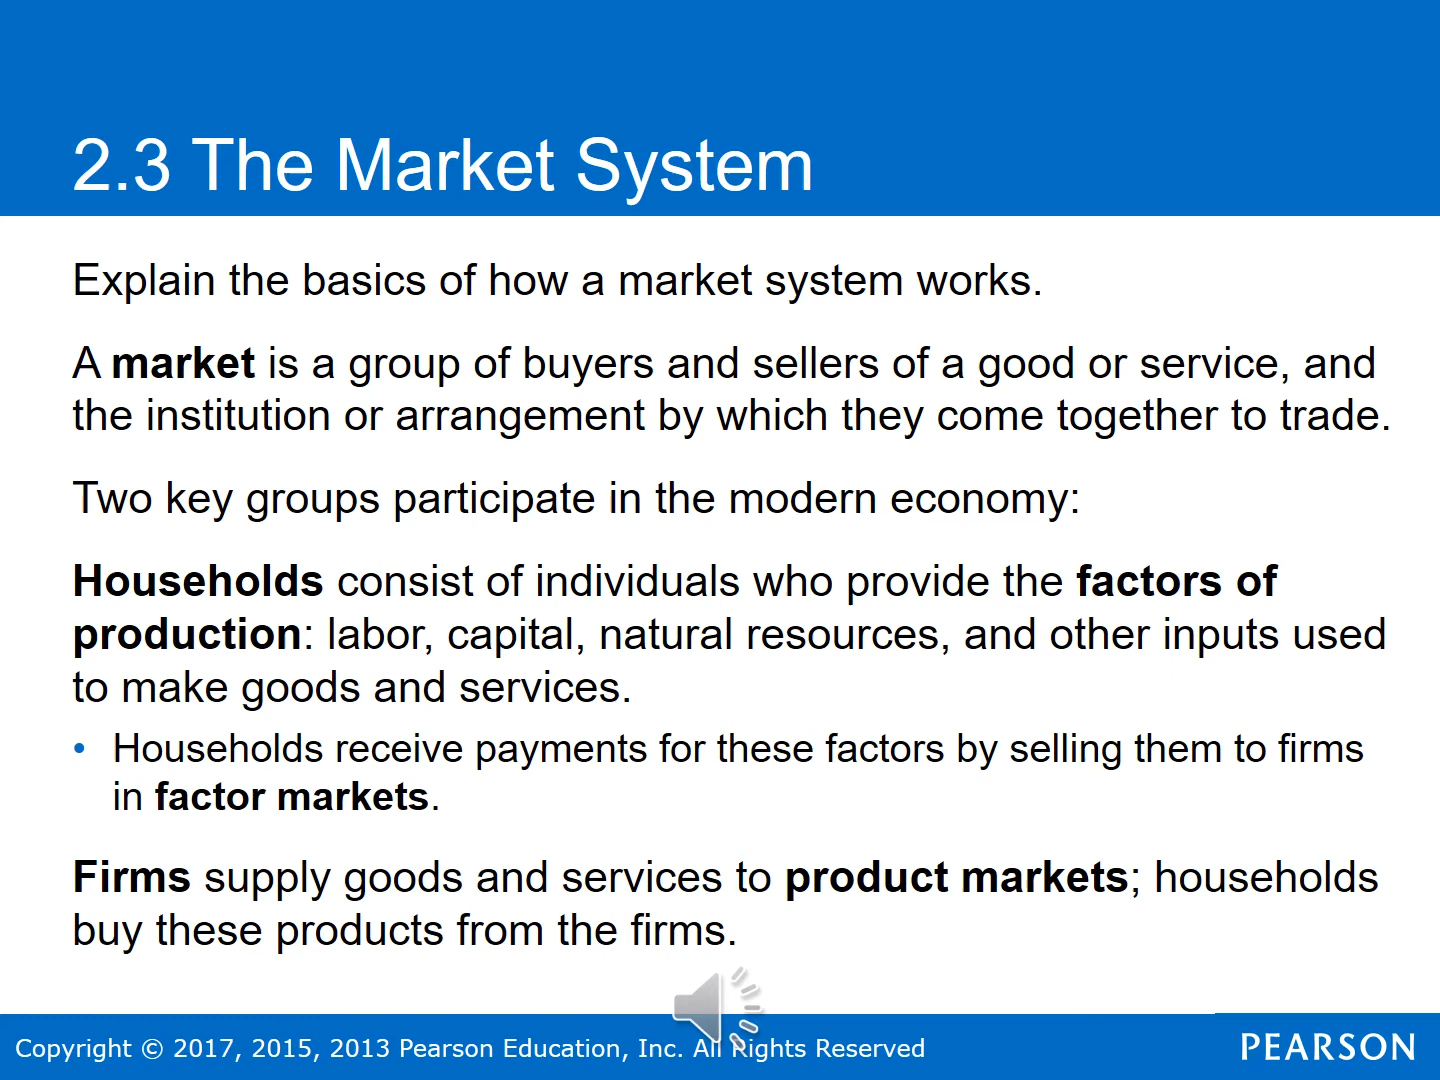 2.3 The Market System
Explain the basics of how a market system works.
A market is a group of buyers and sellers of a good or service, and
the institution or arrangement by which they come together to trade.
Two key groups participate in the modern economy:
Households consist of individuals who provide the factors of
production: labor, capital, natural resources, and other inputs used
to make goods and services.
• Households receive payments for these factors by selling them to firms
in factor markets.
Firms supply goods and services to product markets; households
buy these products from the firms.
Copyright © 2017, 2015, 2013 Pearson Education, Inc. All Rights Reserved
PEARSON